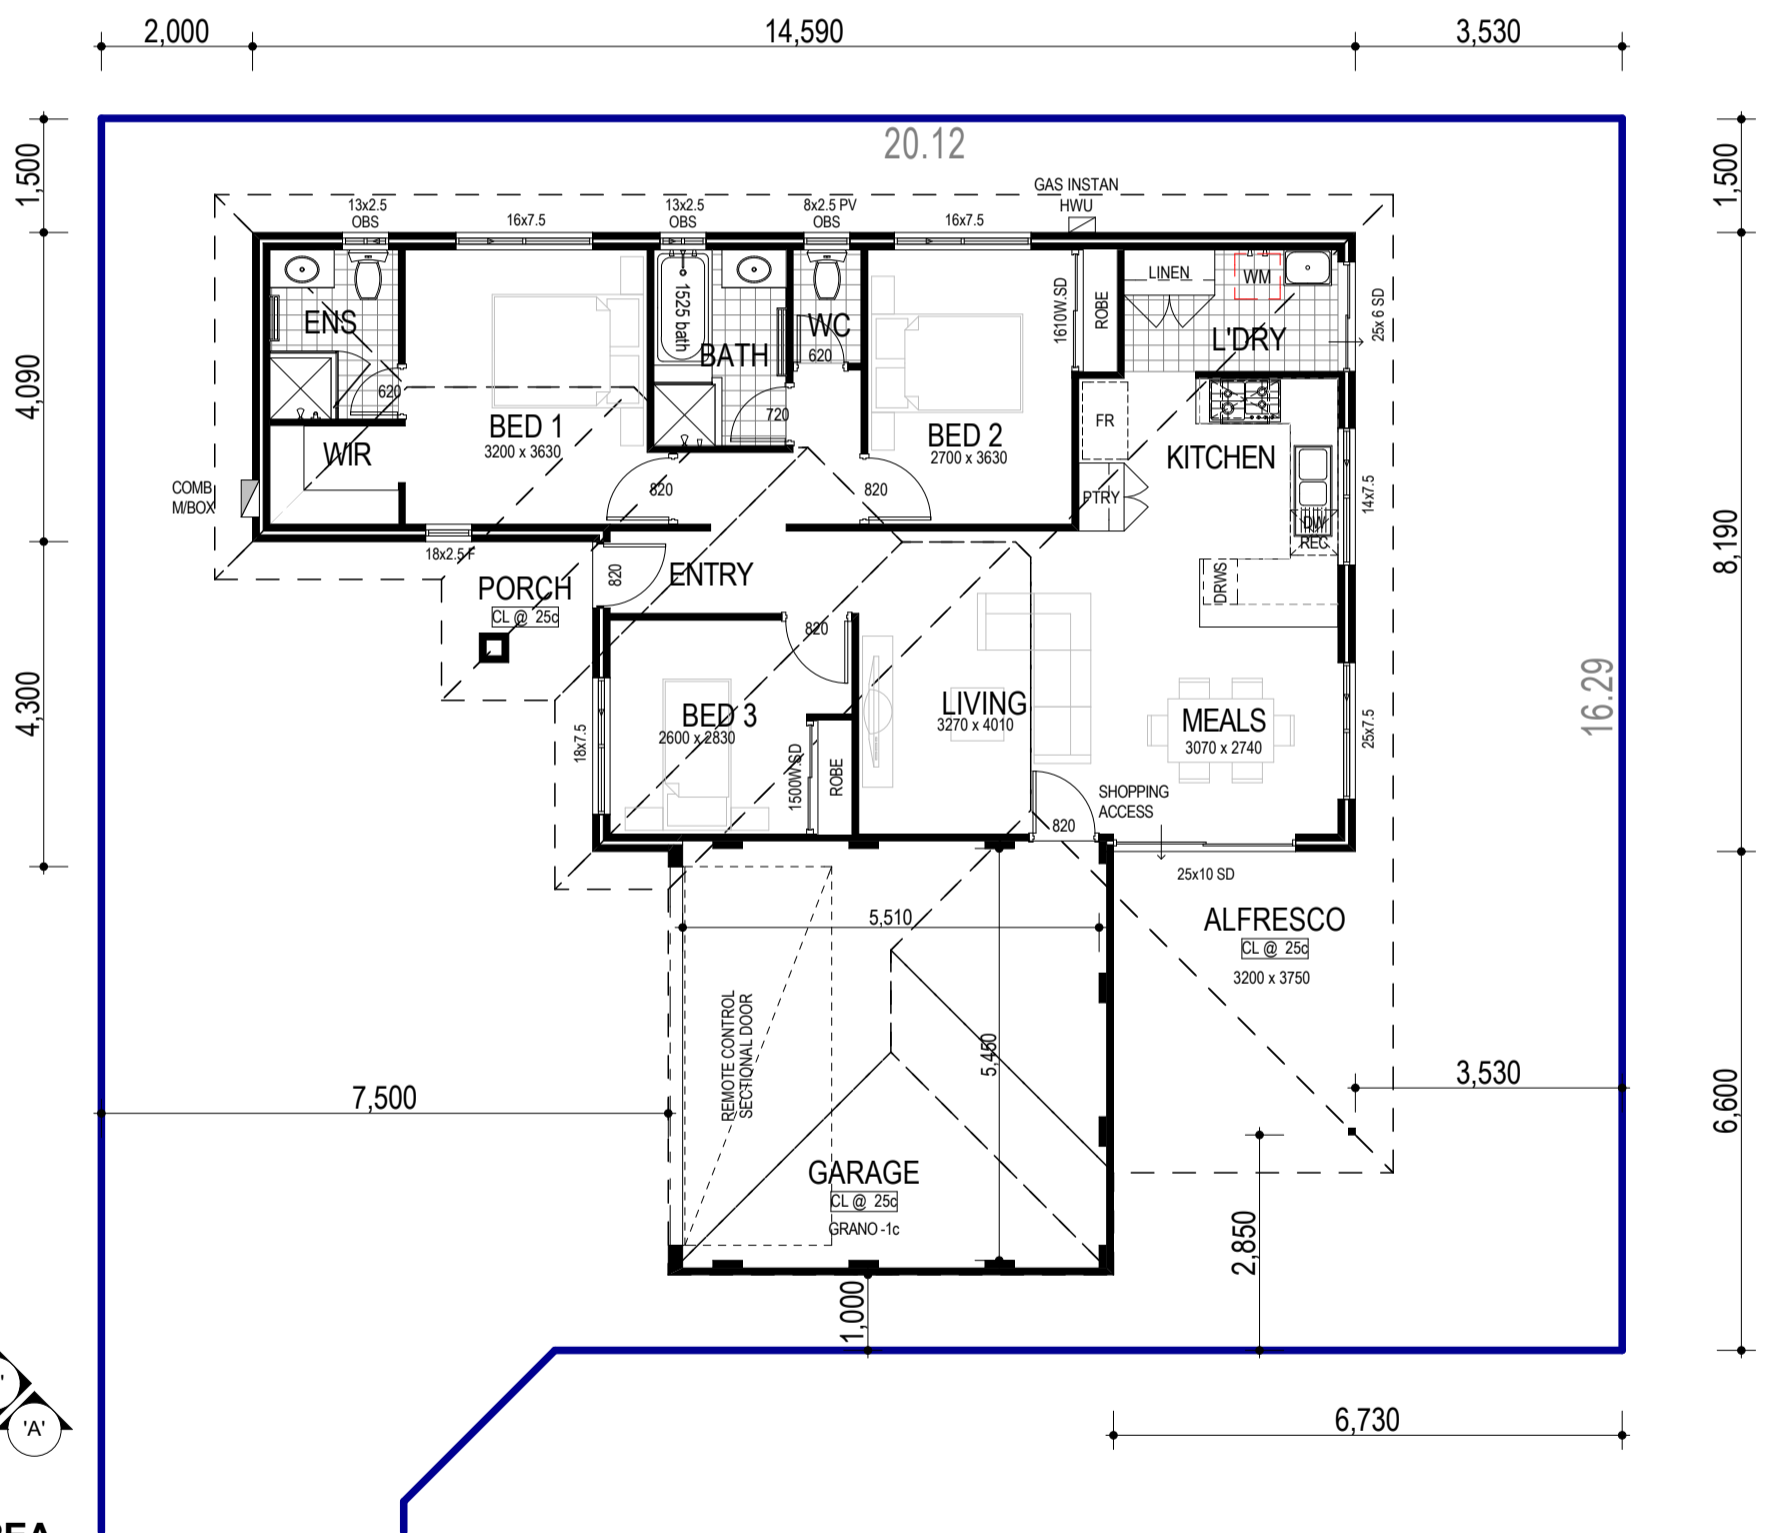 2,000
14,590
3,530
20.12
1,500
1,500
GAS INSTAN
HWU
13x2.5
OBS
16x7.5
13x2.5
OBS
8x2.5 PV
OBS
16x7.5
LINEN
WM
ENS
1525 bath
WC
1610W.SD
ROBE
L'DRY
25x 6 SD
BATH
620
620
4,090
720
FR
BED 1
3200 x 3630
BED 2
2700 x 3630
KITCHEN
WIR
COMB
M/BOX
820
820
PTRY
14x7.5
DW
REC
8,190
18x2.5 F
PORCH
CL @ 25c
820
ENTRY
DRWS
820
4,300
BED 3
2600 x 2830
LIVING
3270 x 4010
MEALS
3070 x 2740
16.29
18x7.5
1500W.SD
ROBE
25x7.5
SHOPPING
ACCESS
820
25x10 SD
5,510
ALFRESCO
CL @ 25c
3200 x 3750
REMOTE CONTROL
SECTIONAL DOOR
5,450
7,500
3,530
6,600
GARAGE
CL @ 25c
GRANO -1c
2,850
1,000
'A'
6,730